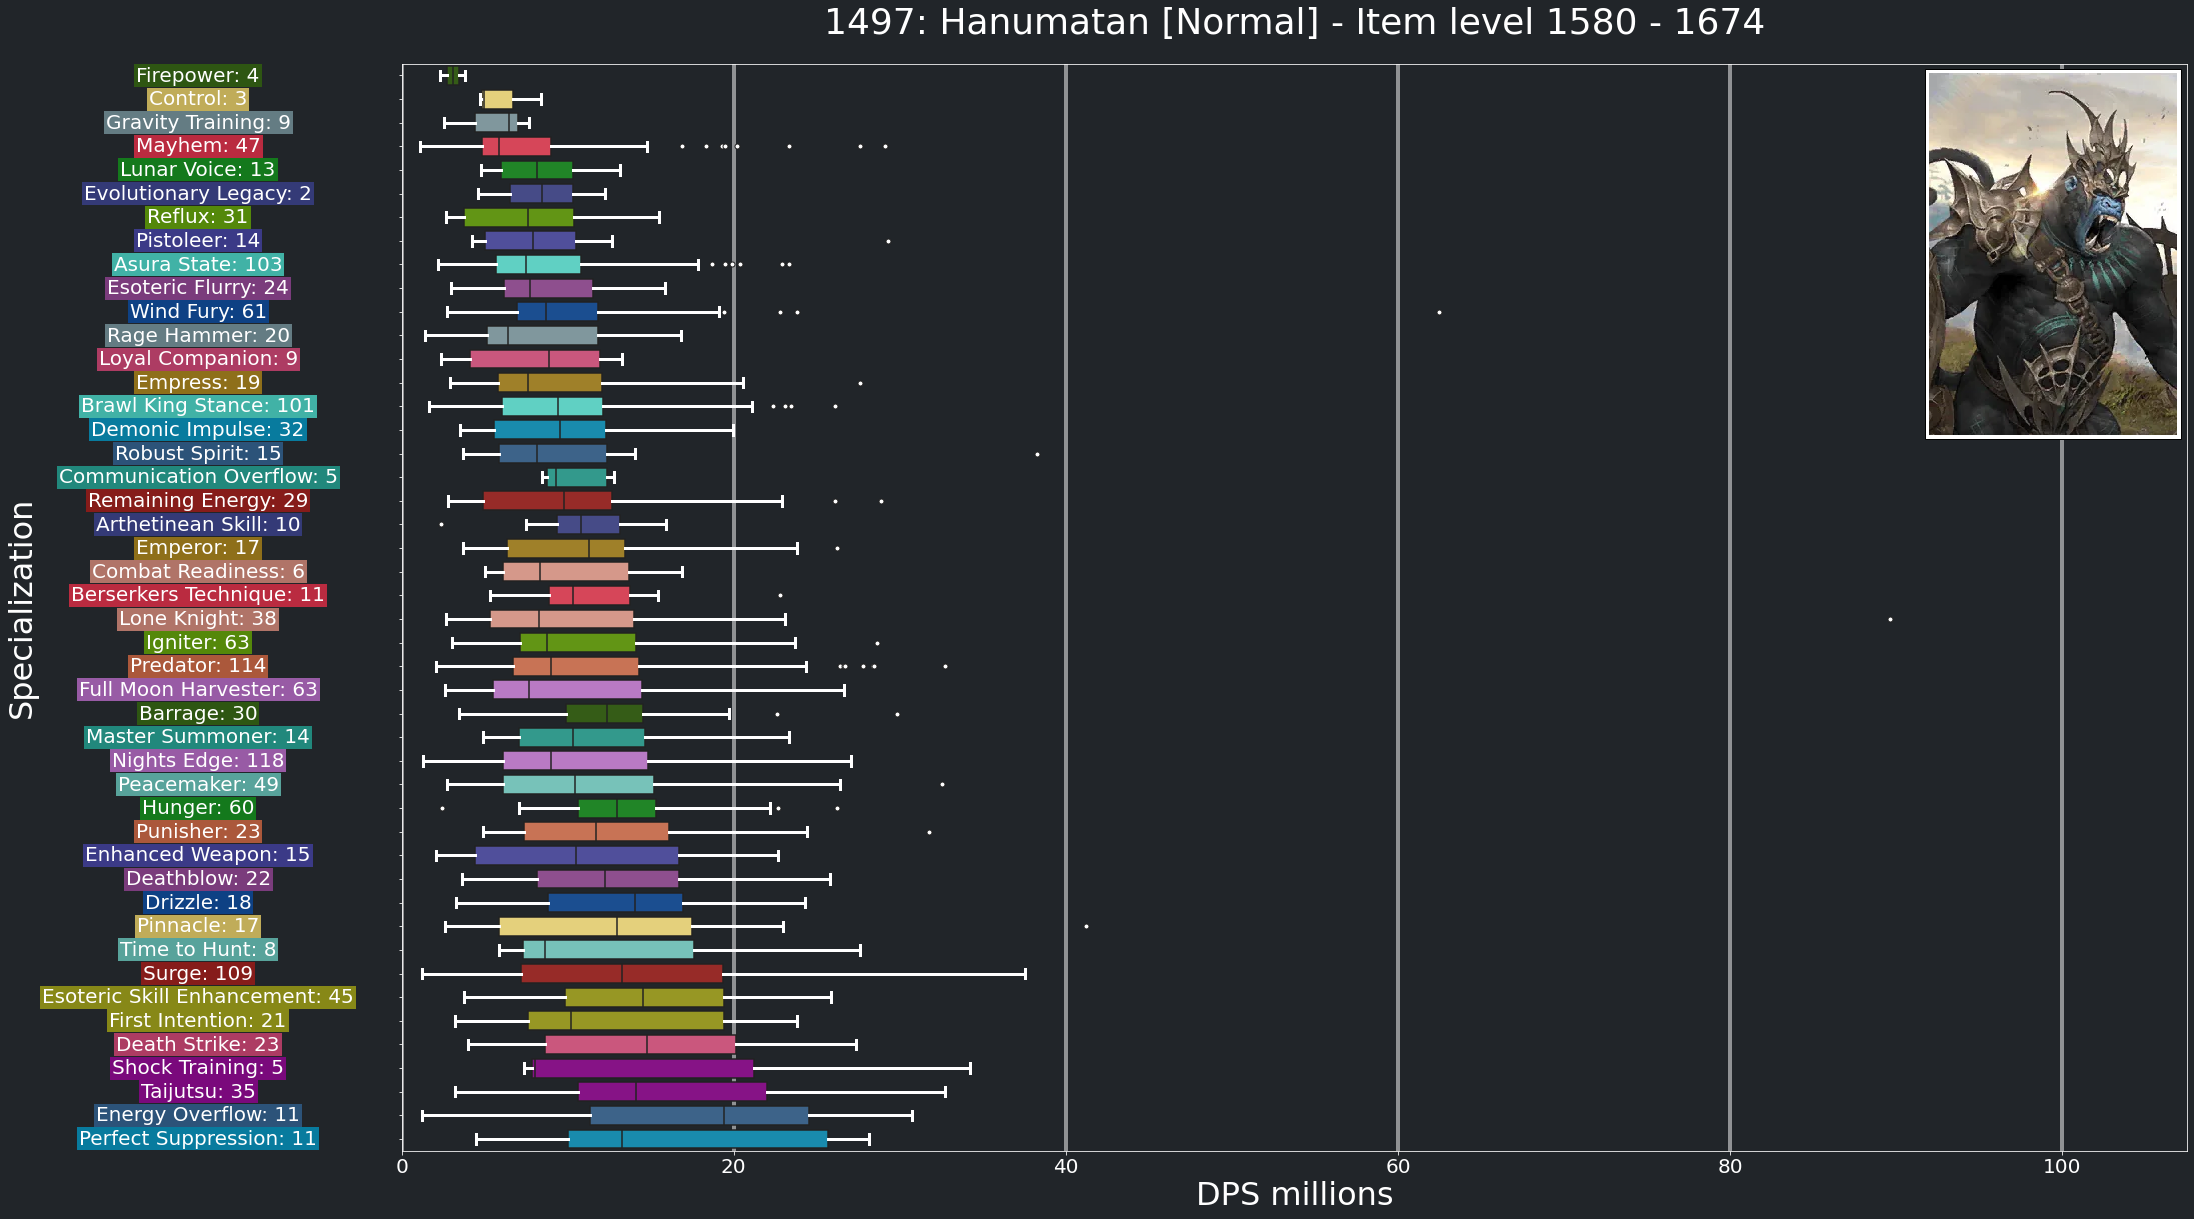 1497: Hanumatan [Normal] - Item level 1580 - 1674
Specialization
Firepower: 4
Control: 3
Gravity Training: 9
Mayhem: 47
Lunar Voice: 13
Evolutionary Legacy: 2
Reflux: 31
Pistoleer: 14
Asura State: 103
Esoteric Flurry: 24
Wind Fury: 61
Rage Hammer: 20
Loyal Companion: 9
Empress: 19
Brawl King Stance: 101
Demonic Impulse: 32
Robust Spirit: 15
Communication Overflow: 5
Remaining Energy: 29
Arthetinean Skill: 10
Emperor: 17
Combat Readiness: 6
Berserkers Technique: 11
Lone Knight: 38
Igniter: 63
Predator: 114
Full Moon Harvester: 63
Barrage: 30
Master Summoner: 14
Nights Edge: 118
Peacemaker: 49
Hunger: 60
Punisher: 23
Enhanced Weapon: 15
Deathblow: 22
Drizzle: 18
Pinnacle: 17
Time to Hunt: 8
Surge: 109
Esoteric Skill Enhancement: 45
First Intention: 21
Death Strike: 23
Shock Training: 5
Taijutsu: 35
Energy Overflow: 11
Perfect Suppression: 11
0 20 40 60 80 100
DPS millions